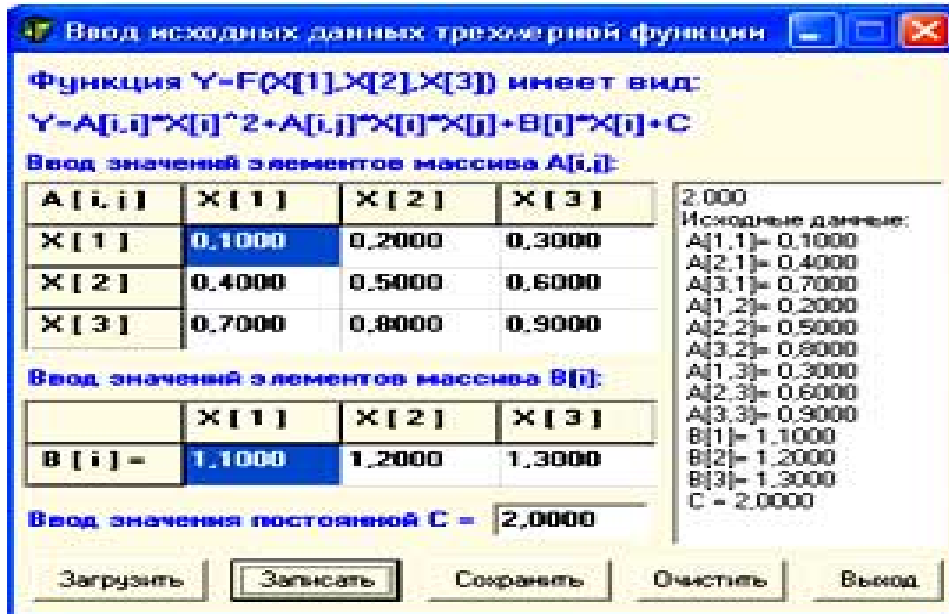 Ввод исходных данных трехмерной функции
Функция Y=F(X[1],X[2],X[3]) имеет вид:
Y=A[i,i]*X[i]^2+A[i,j]*X[i]*X[j]+B[i]*X[i]+C
Ввод значений элементов массива A[i,j]:
A [ i, j ] X [ 1 ] X [ 2 ] X [ 3 ]
X [ 1 ] 0,1000 0,2000 0,3000
X [ 2 ] 0,4000 0,5000 0,6000
X [ 3 ] 0,7000 0,8000 0,9000
Ввод значений элементов массива B[i]:
X [ 1 ] X [ 2 ] X [ 3 ]
B [ i ] = 1,1000 1,2000 1,3000
Ввод значения постоянной C = 2,0000
2,000
Исходные данные:
A[1,1]= 0,1000
A[2,1]= 0,4000
A[3,1]= 0,7000
A[1,2]= 0,2000
A[2,2]= 0,5000
A[3,2]= 0,8000
A[1,3]= 0,3000
A[2,3]= 0,6000
A[3,3]= 0,9000
B[1]= 1,1000
B[2]= 1,2000
B[3]= 1,3000
C = 2,0000
Загрузить Записать Сохранить Очистить Выход